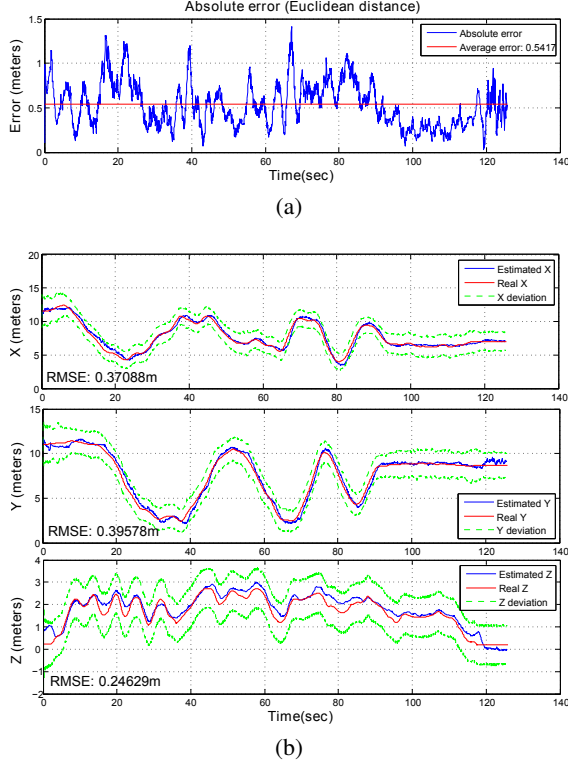 Absolute error (Euclidean distance)
1.5
1
0.5
0
Error (meters)
Absolute error
Average error: 0.5417
0 20 40 60 80 100 120 140
Time(sec)
(a)
20
15
10
5
0
X (meters)
Estimated X
Real X
X deviation
RMSE: 0.37088m
0 20 40 60 80 100 120 140
15
10
5
0
Y (meters)
Estimated Y
Real Y
Y deviation
RMSE: 0.39578m
0 20 40 60 80 100 120 140
4
3
2
1
0
−1
−2
Z (meters)
Estimated Z
Real Z
Z deviation
RMSE: 0.24629m
0 20 40 60 80 100 120 140
Time(sec)
(b)